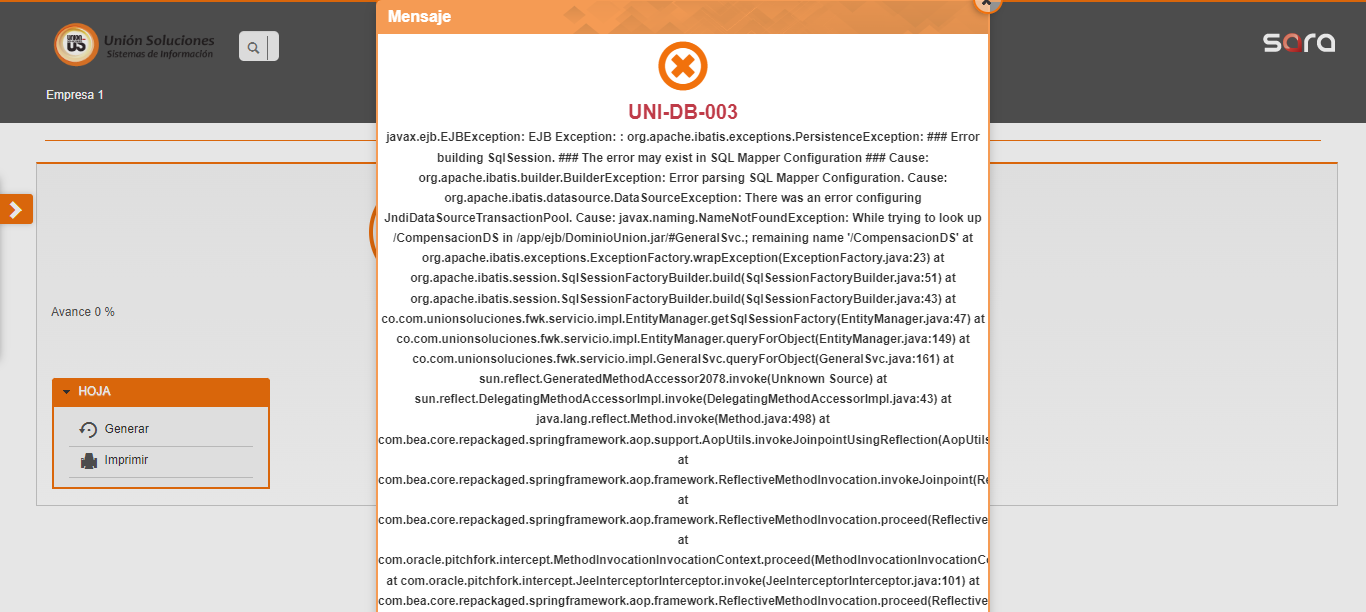 Mensaje
UNION
US
Unión Soluciones
Sistemas de Información
sara
Empresa 1
UNI-DB-003
javax.ejb.EJBException: EJB Exception: : org.apache.ibatis.exceptions.PersistenceException: ### Error
building SqlSession. ### The error may exist in SQL Mapper Configuration ### Cause:
org.apache.ibatis.builder.BuilderException: Error parsing SQL Mapper Configuration. Cause:
org.apache.ibatis.datasource.DataSourceException: There was an error configuring
JndiDataSourceTransactionPool. Cause: javax.naming.NameNotFoundException: While trying to look up
/CompensacionDS in /app/ejb/DominioUnion.jar/#GeneralSvc.; remaining name '/CompensacionDS' at
org.apache.ibatis.exceptions.ExceptionFactory.wrapException(ExceptionFactory.java:23) at
org.apache.ibatis.session.SqlSessionFactoryBuilder.build(SqlSessionFactoryBuilder.java:51) at
org.apache.ibatis.session.SqlSessionFactoryBuilder.build(SqlSessionFactoryBuilder.java:43) at
co.com.unionsoluciones.fwk.servicio.impl.EntityManager.getSqlSessionFactory(EntityManager.java:47) at
co.com.unionsoluciones.fwk.servicio.impl.EntityManager.queryForObject(EntityManager.java:149) at
co.com.unionsoluciones.fwk.servicio.impl.GeneralSvc.queryForObject(GeneralSvc.java:161) at
sun.reflect.GeneratedMethodAccessor2078.invoke(Unknown Source) at
sun.reflect.DelegatingMethodAccessorImpl.invoke(DelegatingMethodAccessorImpl.java:43) at
java.lang.reflect.Method.invoke(Method.java:498) at
com.bea.core.repackaged.springframework.aop.support.AopUtils.invokeJoinpointUsingReflection(AopUtils
at
com.bea.core.repackaged.springframework.aop.framework.ReflectiveMethodInvocation.invokeJoinpoint(Re
at
com.bea.core.repackaged.springframework.aop.framework.ReflectiveMethodInvocation.proceed(Reflective
at
com.oracle.pitchfork.intercept.MethodInvocationInvocationContext.proceed(MethodInvocationInvocationCo
at com.oracle.pitchfork.intercept.JeeInterceptorInterceptor.invoke(JeeInterceptorInterceptor.java:101) at
com.bea.core.repackaged.springframework.aop.framework.ReflectiveMethodInvocation.proceed(Reflective
Avance 0 %
HOJA
Generar
Imprimir